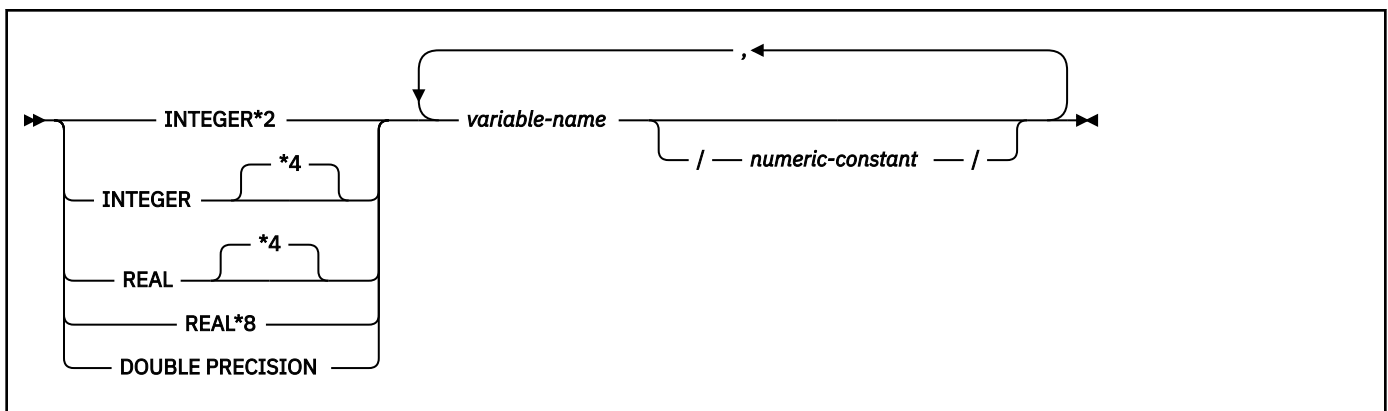 ,
INTEGER*2 variable-name
/ numeric-constant /
*4
INTEGER
*4
REAL
REAL*8
DOUBLE PRECISION